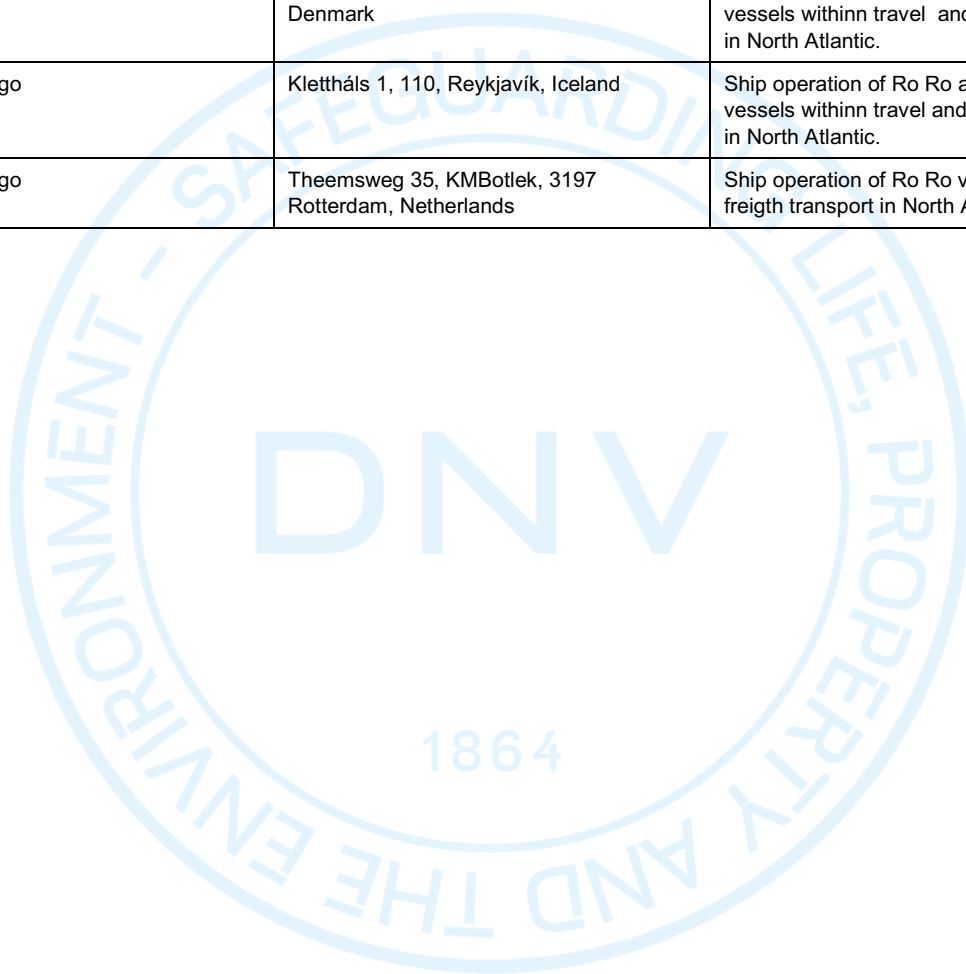 Denmark
vessels withinn travel and
in North Atlantic.
go
Klettháls 1, 110, Reykjavík, Iceland
Ship operation of Ro Ro a
vessels withinn travel and
in North Atlantic.
go
Theemsweg 35, KMBotlek, 3197
Rotterdam, Netherlands
Ship operation of Ro Ro v
freigth transport in North A
SAFEGUARDING LIFE, PROPERTY AND THE ENVIRONMENT -
DNV
1864